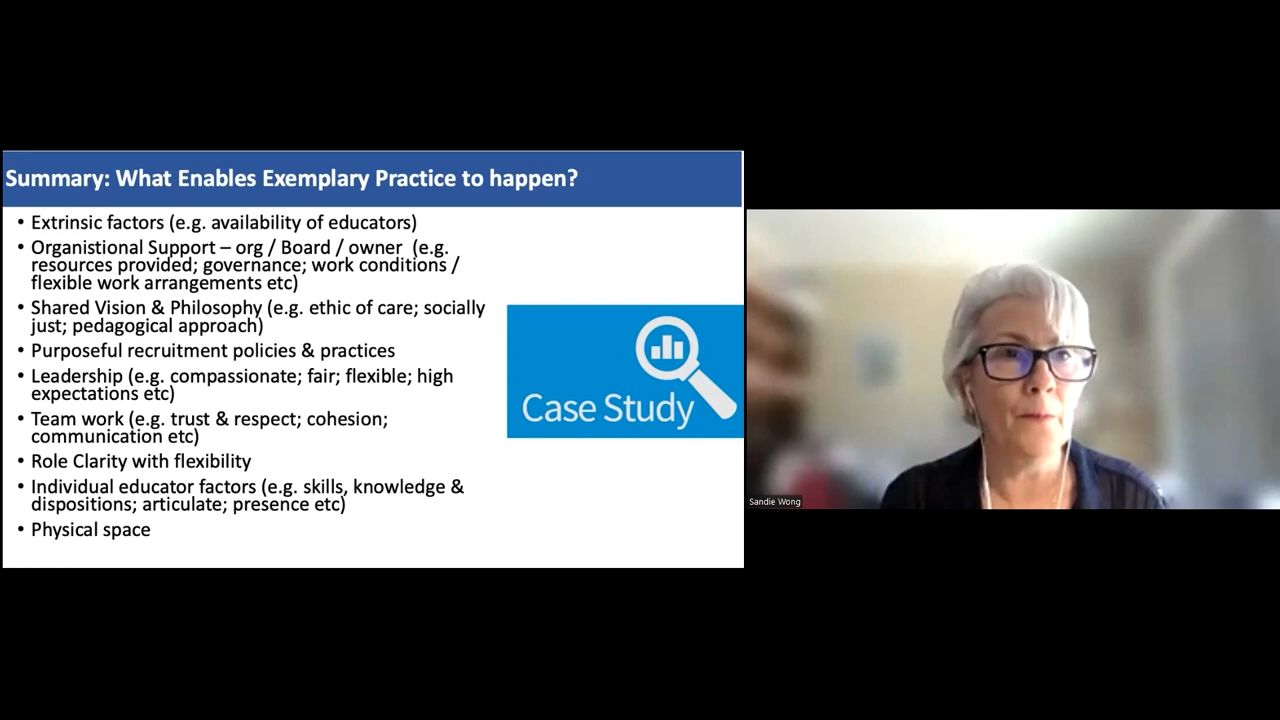 Summary: What Enables Exemplary Practice to happen?
• Extrinsic factors (e.g. availability of educators)
• Organistional Support – org / Board / owner (e.g.
resources provided; governance; work conditions /
flexible work arrangements etc)
• Shared Vision & Philosophy (e.g. ethic of care; socially
just; pedagogical approach)
• Purposeful recruitment policies & practices
• Leadership (e.g. compassionate; fair; flexible; high
expectations etc)
• Team work (e.g. trust & respect; cohesion;
communication etc)
• Role Clarity with flexibility
• Individual educator factors (e.g. skills, knowledge &
dispositions; articulate; presence etc)
• Physical space
Case Study
Sandie Wong